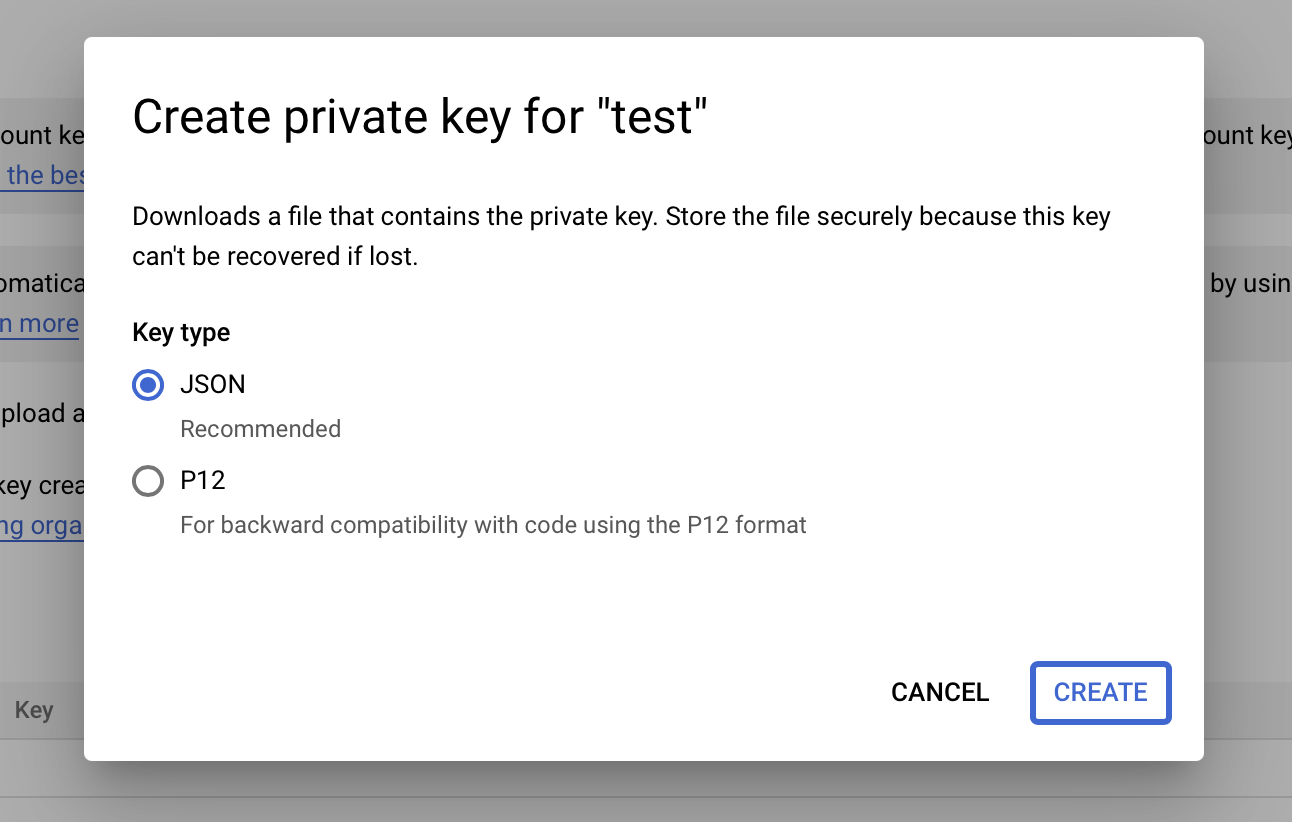 Create private key for "test"
ount ke
ount key
the bes
Downloads a file that contains the private key. Store the file securely because this key
can't be recovered if lost.
omatica
by usin
n more
Key type
JSON
Recommended
pload a
P12
key crea
For backward compatibility with code using the P12 format
ng orga
CANCEL
CREATE
Key